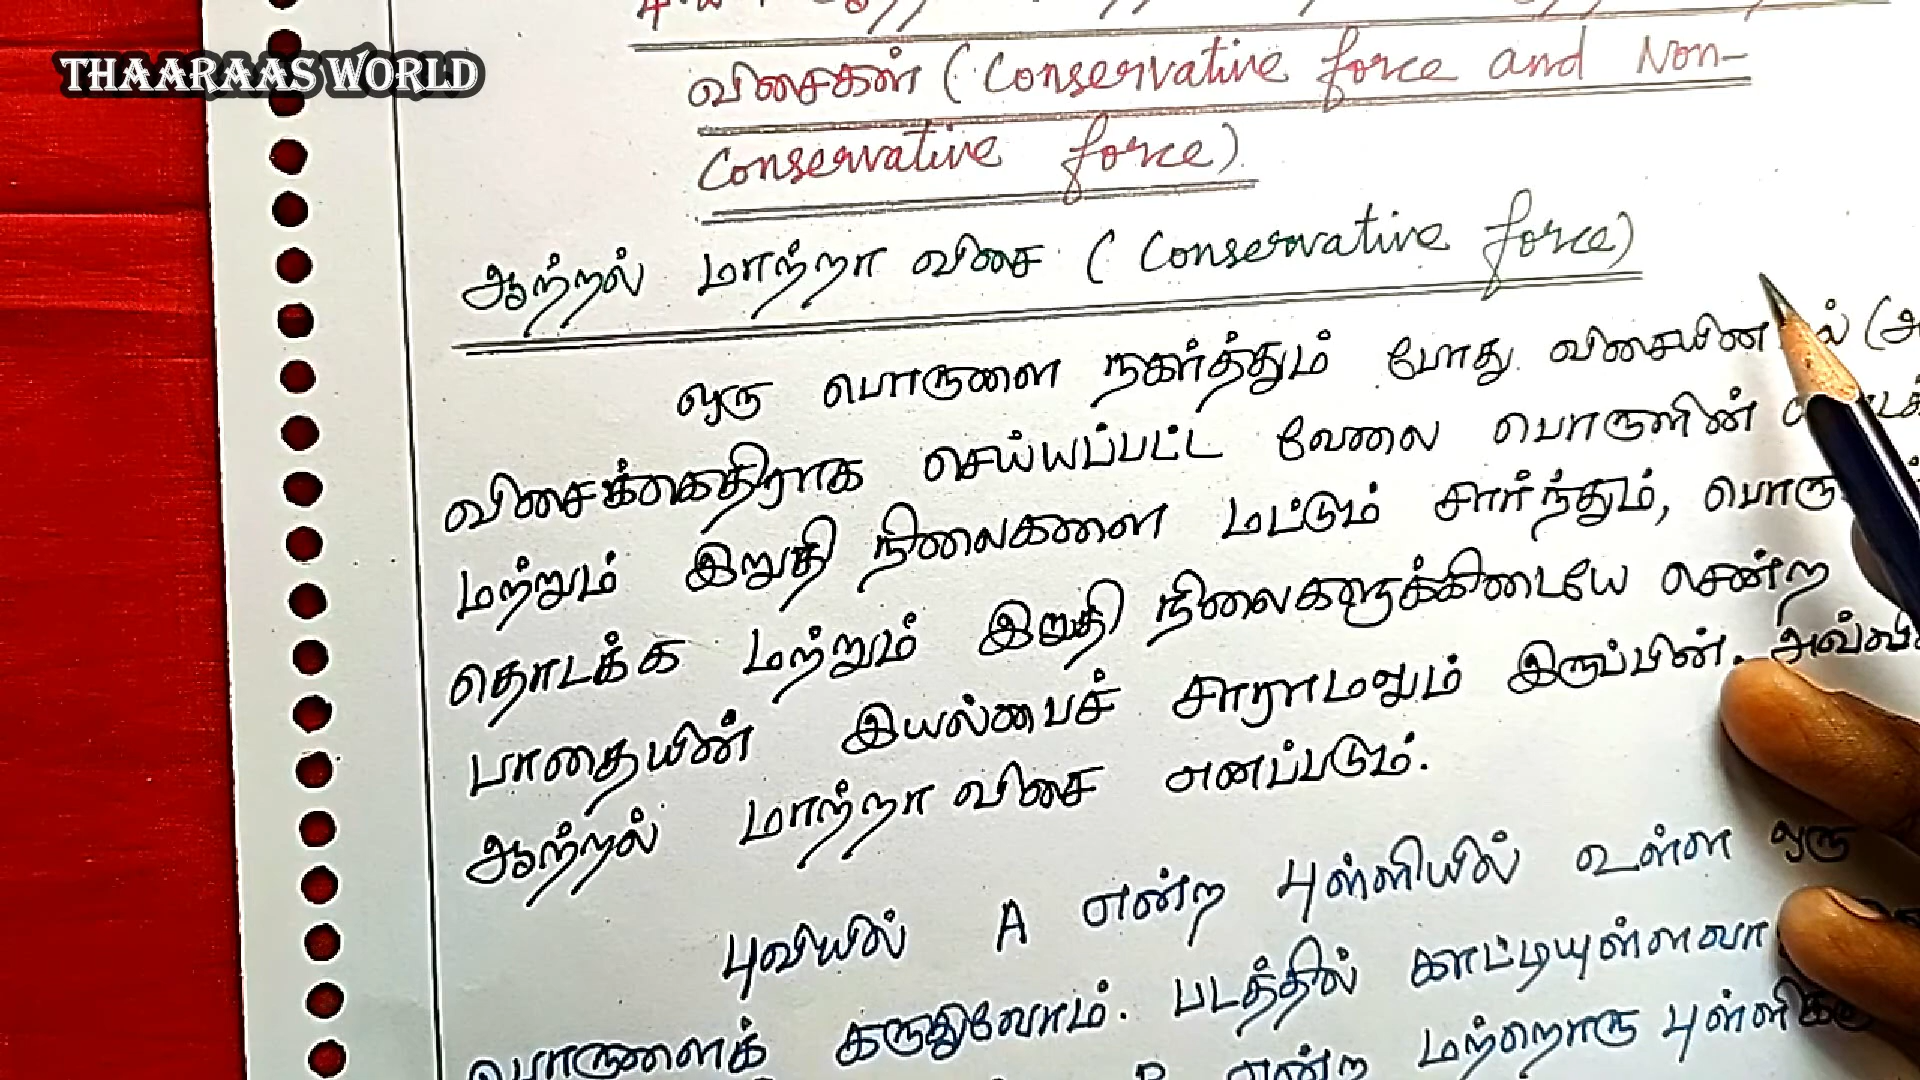 THAARAAS WORLD
விசைகள் (Conservative force and Non-
Conservative force)
ஆற்றல் மாற்றா விசை (Conservative force)
ஒரு பொருளை நகர்த்தும் போது விசையினால்
விசைக்கெதிராக செய்யப்பட்ட வேலை பொருளின்
மற்றும் இறுதி நிலைகளை மட்டும் சார்ந்தும்,
தொடக்க மற்றும் இறுதி நிலைகளுக்கிடையே சென்ற
பாதையின் இயல்பைச் சாராமலும் இருப்பின்.
ஆற்றல் மாற்றா விசை எனப்படும்.
புவியில் A என்ற புள்ளியில் உள்ள ஒரு
பொருளைக் கருதுவோம். படத்தில்
என்ற மற்றொரு